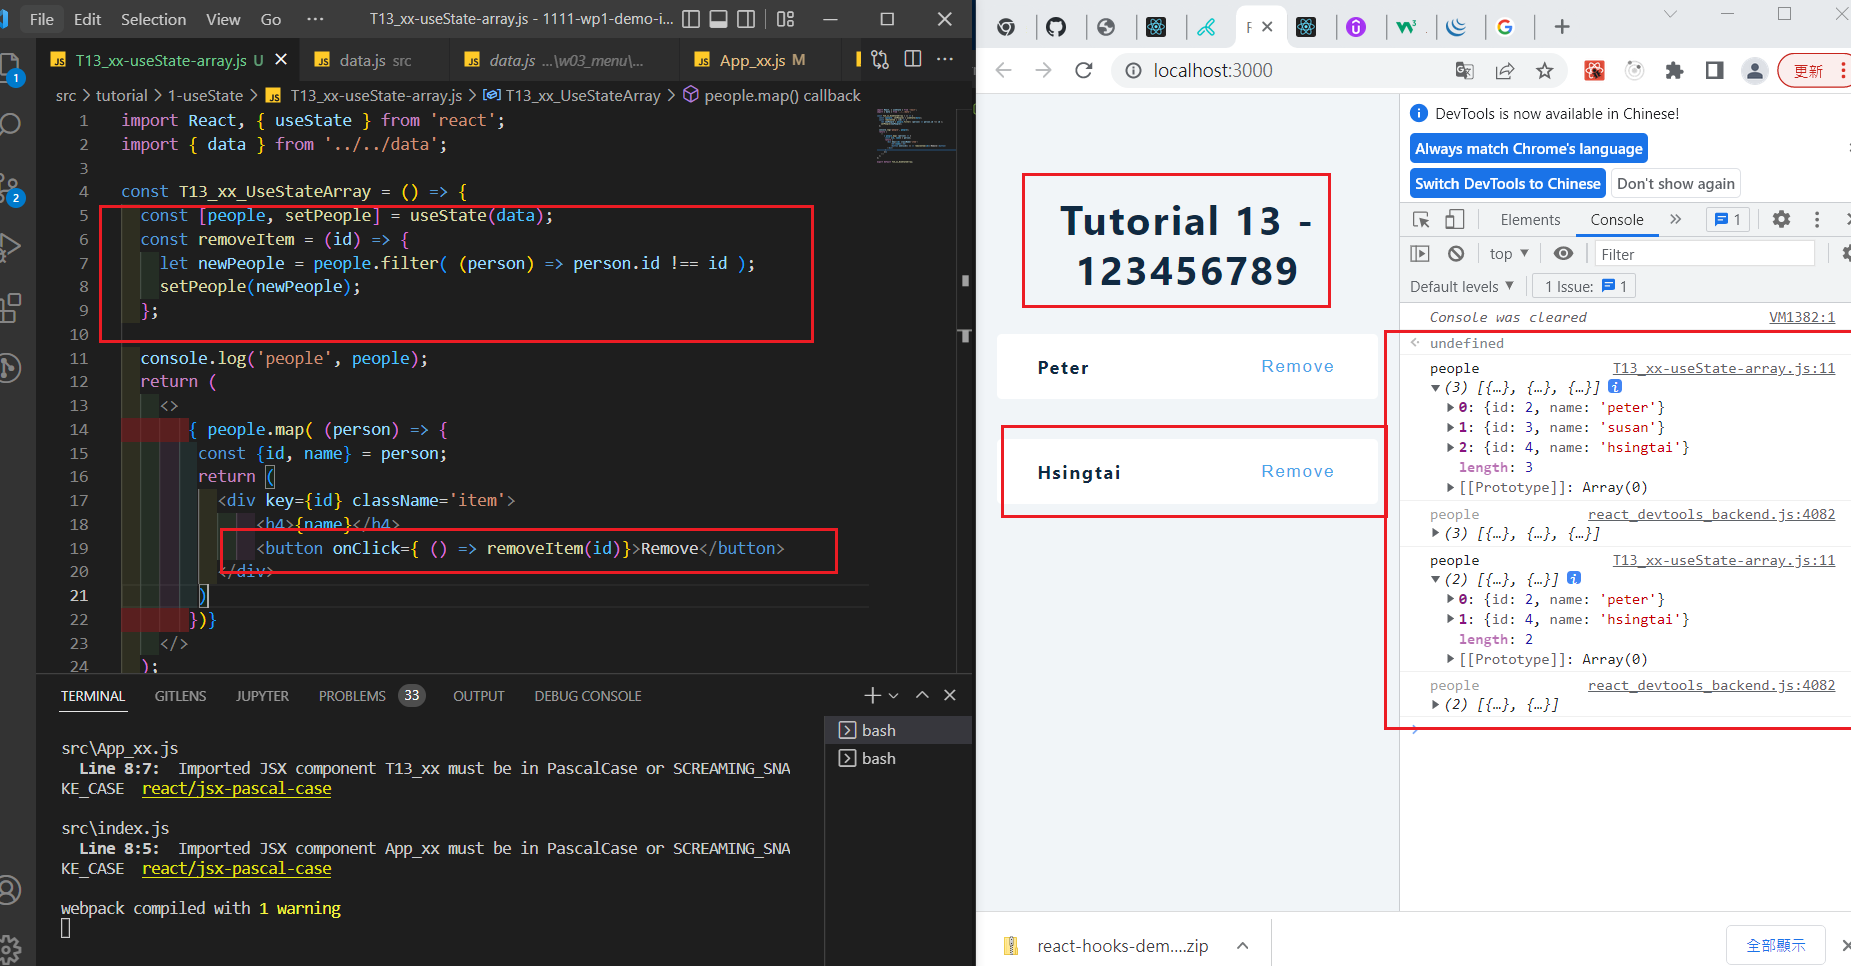 File Edit Selection View Go ··· T13_xx-useState-array.js - 1111-wp1-demo-i...
JS T13_xx-useState-array.js U JS data.js src JS data.js ...\w03_menu\... JS App_xx.js M
src > tutorial > 1-useState > JS T13_xx-useState-array.js > T13_xx_UseStateArray > people.map() callback
1 import React, { useState } from 'react';
2 import { data } from '../../data';
3
4 const T13_xx_UseStateArray = () => {
5 const [people, setPeople] = useState(data);
6 const removeItem = (id) => {
7 let newPeople = people.filter( (person) => person.id !== id );
8 setPeople(newPeople);
9 };
10
11 console.log('people', people);
12 return (
13 <>
14 { people.map( (person) => {
15 const {id, name} = person;
16 return (
17 <div key={id} className='item'>
18 <h4>{name}</h4>
19 <button onClick={ () => removeItem(id)}>Remove</button>
20 </div>
21 )
22 })}
23 </>
24 );
1
2
TERMINAL GITLENS JUPYTER PROBLEMS 33 OUTPUT DEBUG CONSOLE
bash
bash
src\App_xx.js
Line 8:7: Imported JSX component T13_xx must be in PascalCase or SCREAMING_SNA
KE_CASE react/jsx-pascal-case
src\index.js
Line 8:5: Imported JSX component App_xx must be in PascalCase or SCREAMING_SNA
KE_CASE react/jsx-pascal-case
webpack compiled with 1 warning
localhost:3000
更新
Tutorial 13 -
123456789
Peter Remove
Hsingtai Remove
DevTools is now available in Chinese!
Always match Chrome's language
Switch DevTools to Chinese Don't show again
Elements Console » 1
top ▼ Filter
Default levels ▼ 1 Issue: 1
Console was cleared VM1382:1
undefined
people T13_xx-useState-array.js:11
(3) [{…}, {…}, {…}]
0: {id: 2, name: 'peter'}
1: {id: 3, name: 'susan'}
2: {id: 4, name: 'hsingtai'}
length: 3
[[Prototype]]: Array(0)
people react_devtools_backend.js:4082
(3) [{…}, {…}, {…}]
people T13_xx-useState-array.js:11
(2) [{…}, {…}]
0: {id: 2, name: 'peter'}
1: {id: 4, name: 'hsingtai'}
length: 2
[[Prototype]]: Array(0)
people react_devtools_backend.js:4082
(2) [{…}, {…}]
react-hooks-dem....zip
全部顯示